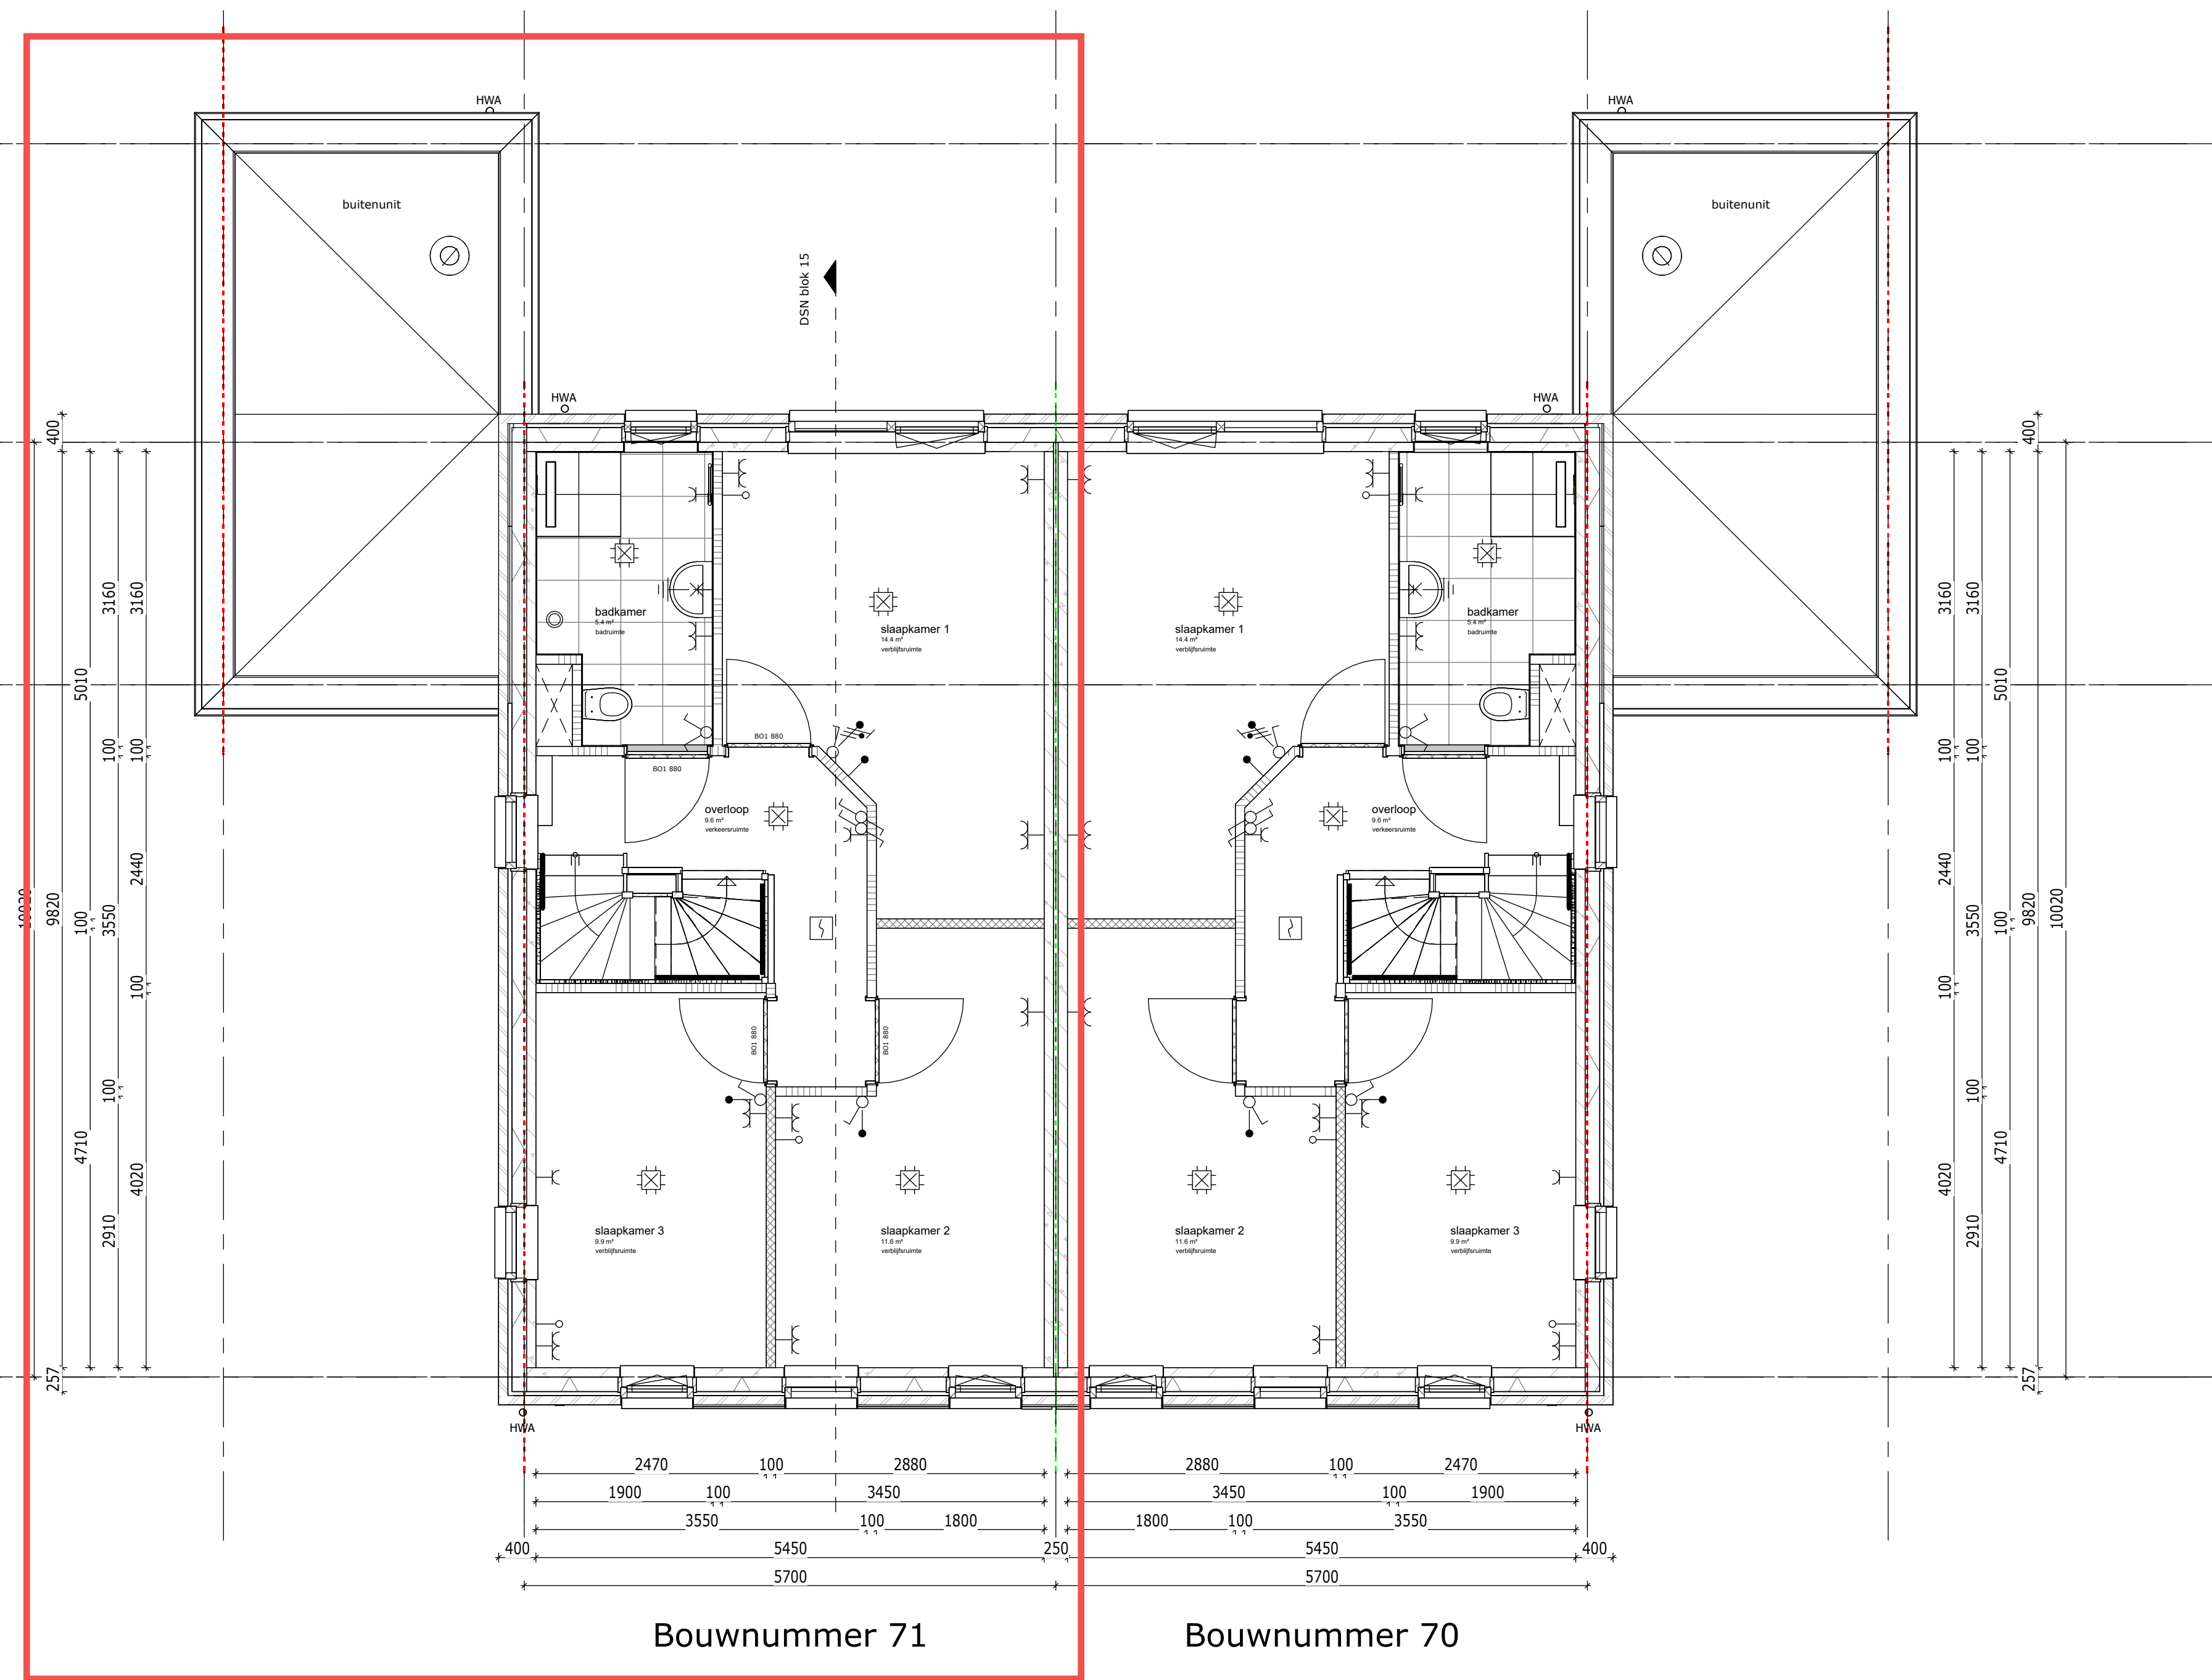 HWA
HWA
buitenunit
buitenunit
DSN blok 15
HWA
HWA
400
400
3160
3160
3160
3160
badkamer
5.4 m²
badruimte
slaapkamer 1
14.4 m²
verblijfsruimte
slaapkamer 1
14.4 m²
verblijfsruimte
badkamer
5.4 m²
badruimte
5010
5010
100
100
BO1 880
100
100
BO1 880
overloop
9.6 m²
verkeersruimte
overloop
9.6 m²
verkeersruimte
9820
100
3550
2440
2440
3550
100
9820
10020
100
100
BO1 880
BO1 880
100
100
4710
4020
4020
4710
2910
2910
slaapkamer 3
9.9 m²
verblijfsruimte
slaapkamer 2
11.6 m²
verblijfsruimte
slaapkamer 2
11.6 m²
verblijfsruimte
slaapkamer 3
9.9 m²
verblijfsruimte
257
257
HWA
HWA
2470 100 2880 2880 100 2470
1900 100 3450 3450 100 1900
3550 100 1800 1800 100 3550
400 5450 250 5450 400
5700 5700
Bouwnummer 71 Bouwnummer 70